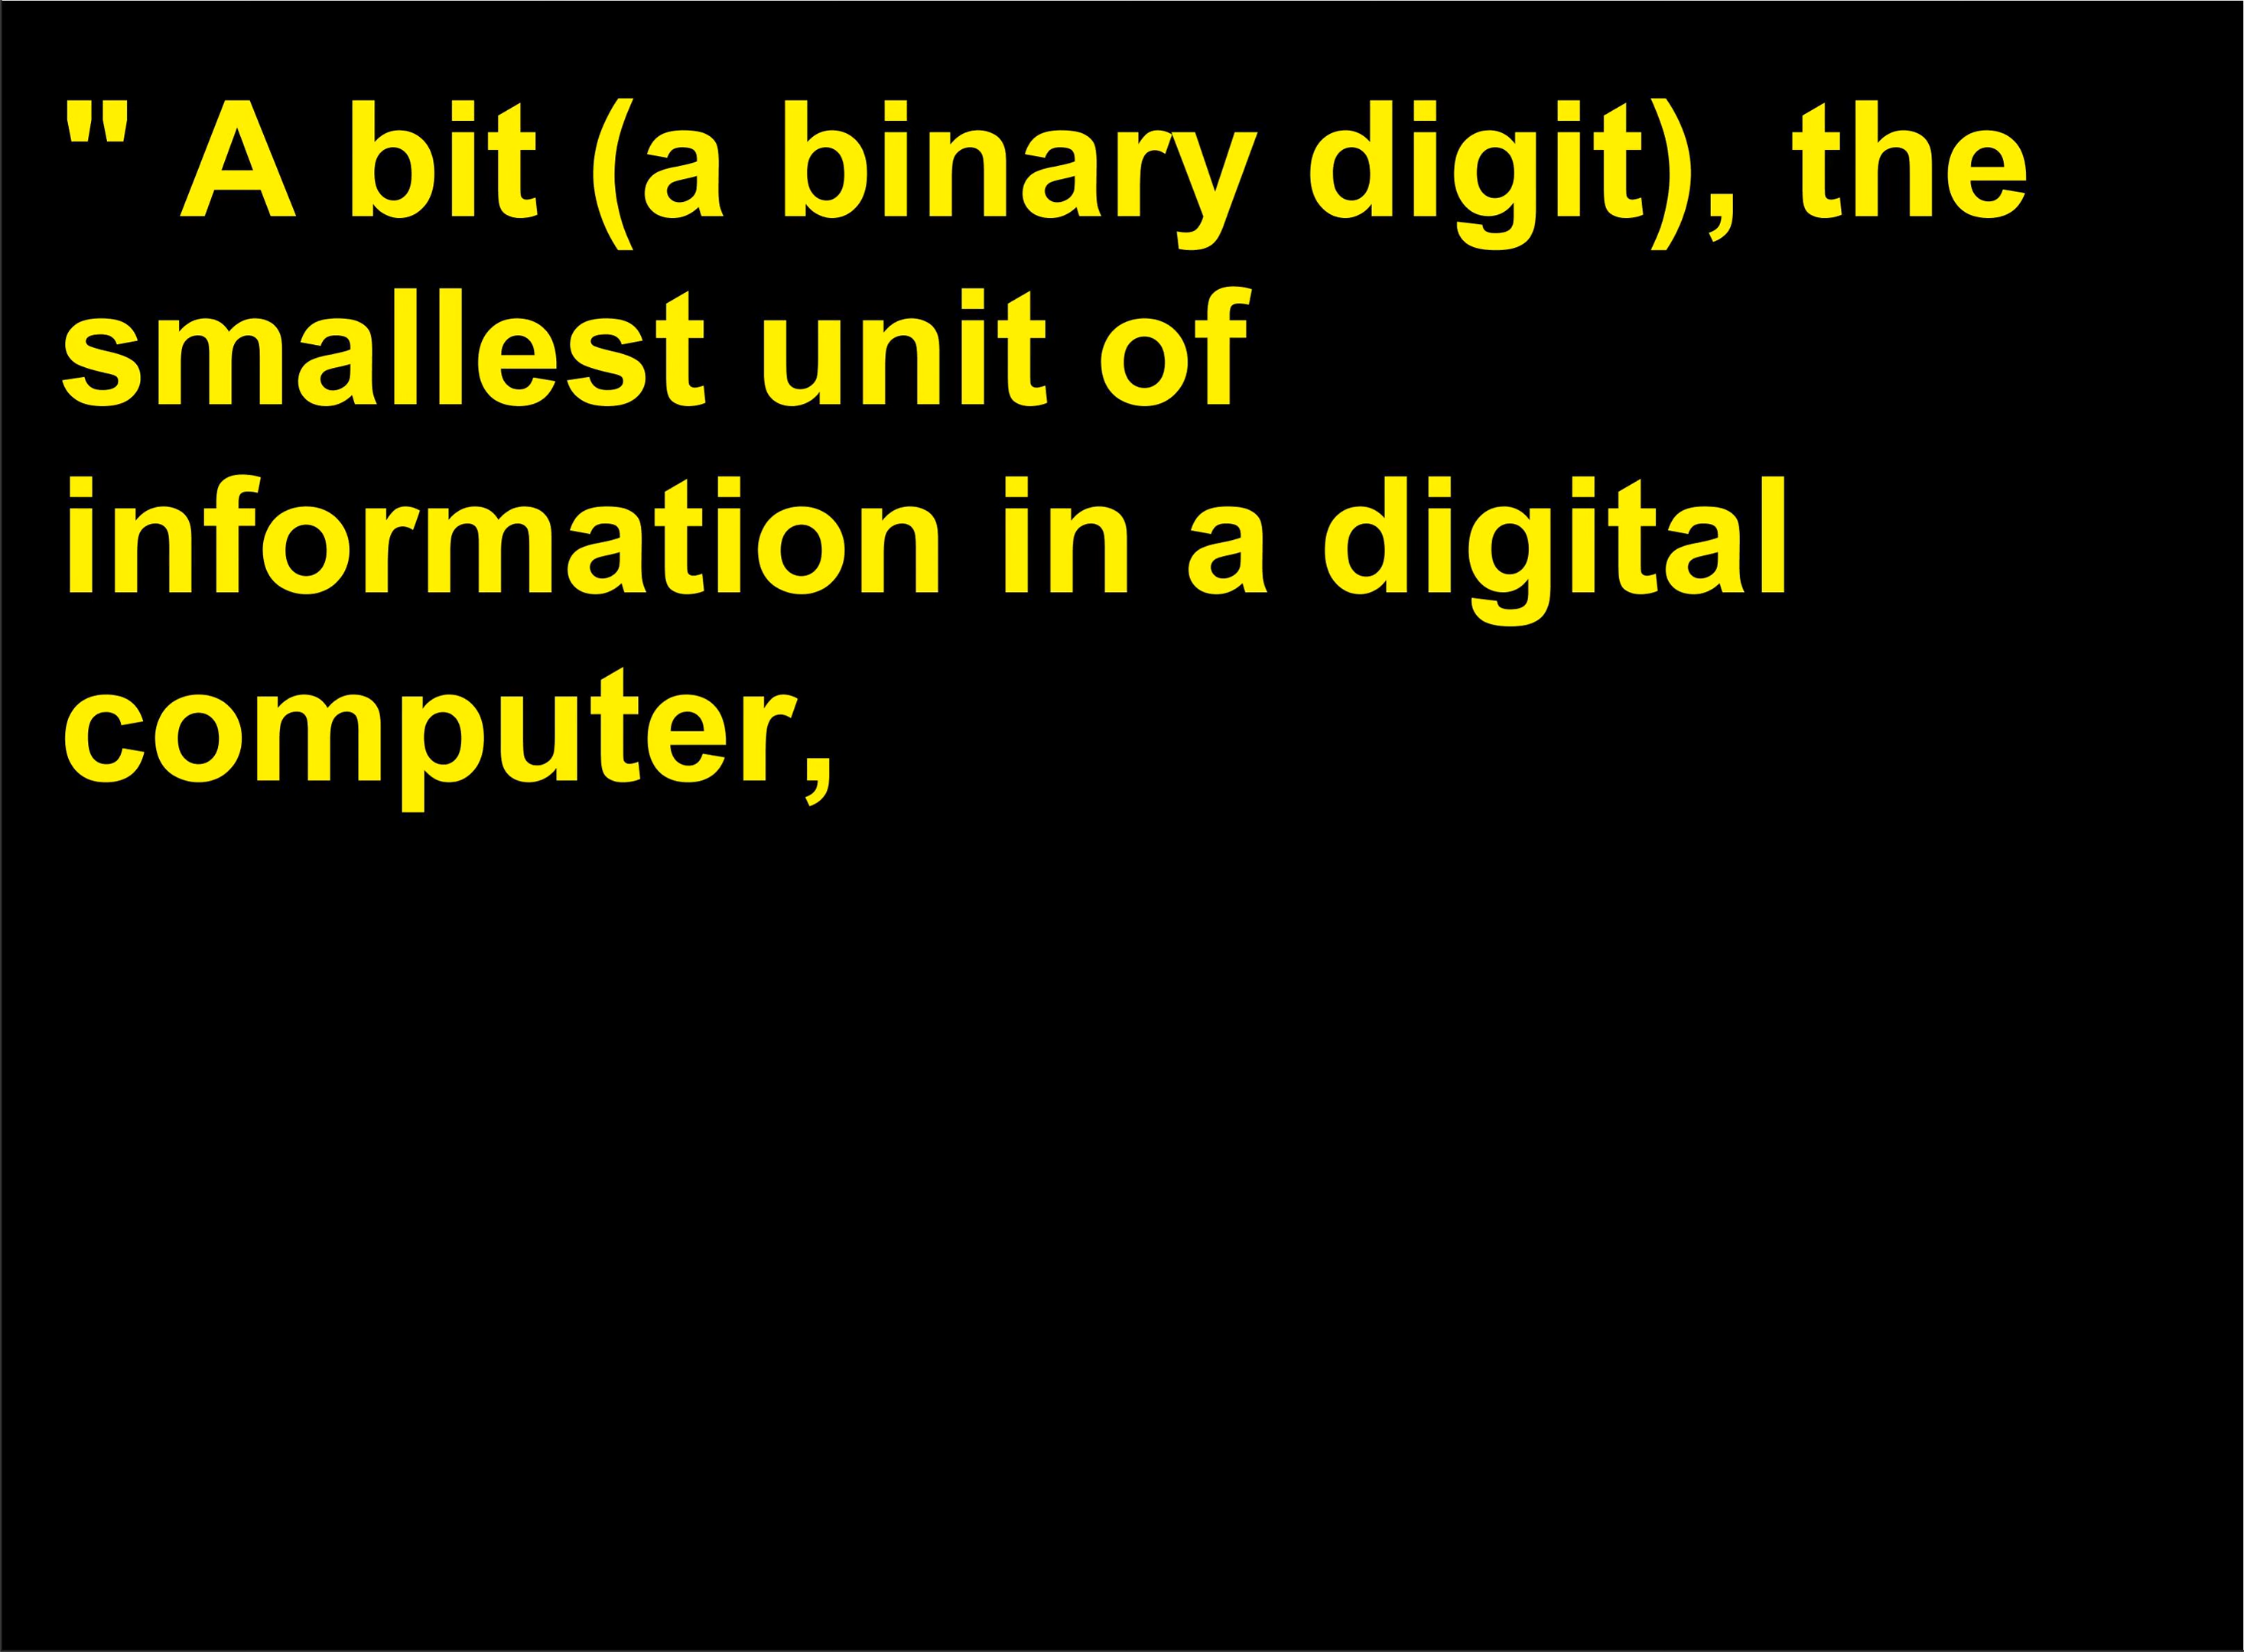 " A bit (a binary digit), the
smallest unit of
information in a digital
computer,